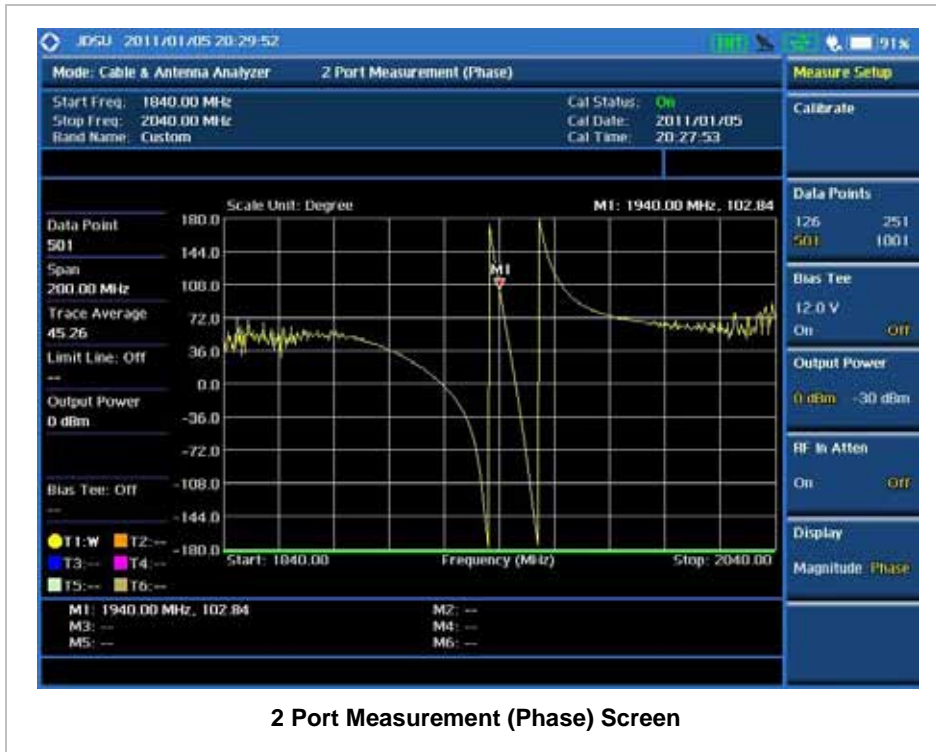 JDSU 2011/01/05 20:29:52
91%
Mode: Cable & Antenna Analyzer 2 Port Measurement (Phase)
Measure Setup
Start Freq: 1840.00 MHz
Stop Freq: 2040.00 MHz
Band Name: Custom
Cal Status: On
Cal Date: 2011/01/05
Cal Time: 20:27:53
Calibrate
Scale Unit: Degree
M1: 1940.00 MHz, 102.84
Data Point
501
Span
200.00 MHz
Trace Average
45.26
Limit Line: Off
--
Output Power
0 dBm
Bias Tee: Off
--
T1:W T2:--
T3:-- T4:--
T5:-- T6:--
180.0
144.0
108.0
72.0
36.0
0.0
-36.0
-72.0
-108.0
-144.0
-180.0
M1
Start: 1840.00 Frequency (MHz) Stop: 2040.00
Data Points
126 251
501 1001
Bias Tee
12.0 V
On Off
Output Power
0 dBm -30 dBm
RF In Atten
On Off
Display
Magnitude Phase
M1: 1940.00 MHz, 102.84 M2: --
M3: -- M4: --
M5: -- M6: --
2 Port Measurement (Phase) Screen